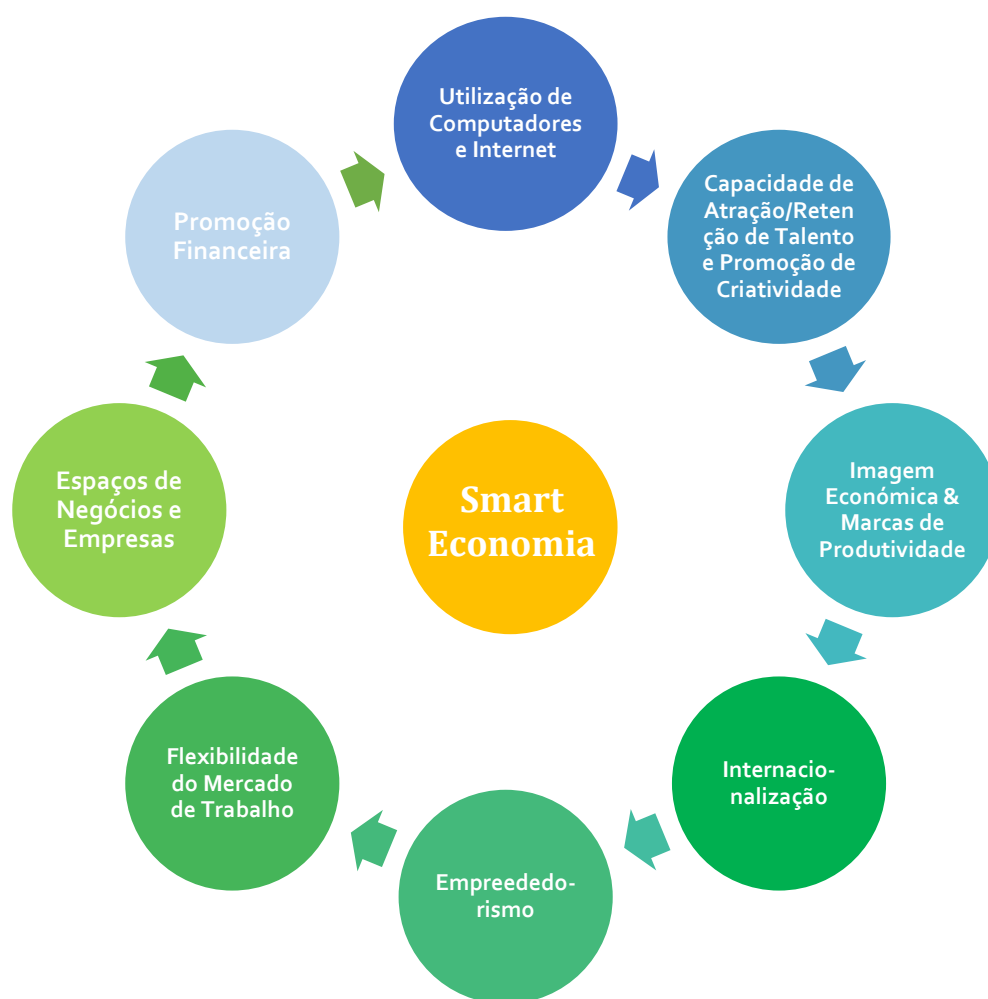 Utilização de
Computadores
e Internet
Capacidade de
Atração/Reten
ção de Talento
e Promoção de
Criatividade
Imagem
Económica &
Marcas de
Produtividade
Internacio-
nalização
Empreededo-
rismo
Flexibilidade
do Mercado
de Trabalho
Espaços de
Negócios e
Empresas
Promoção
Financeira
Smart
Economia